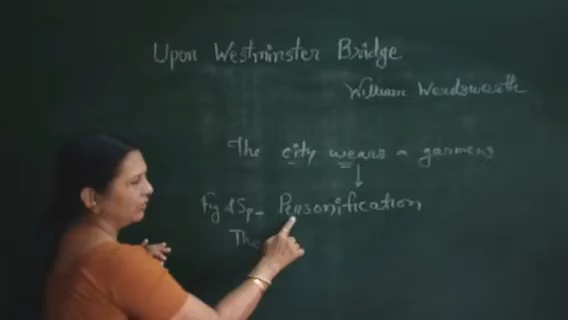 Upon Westminster Bridge
William Wordsworth
The city wears a garment
Fig of Sp- Personification
The